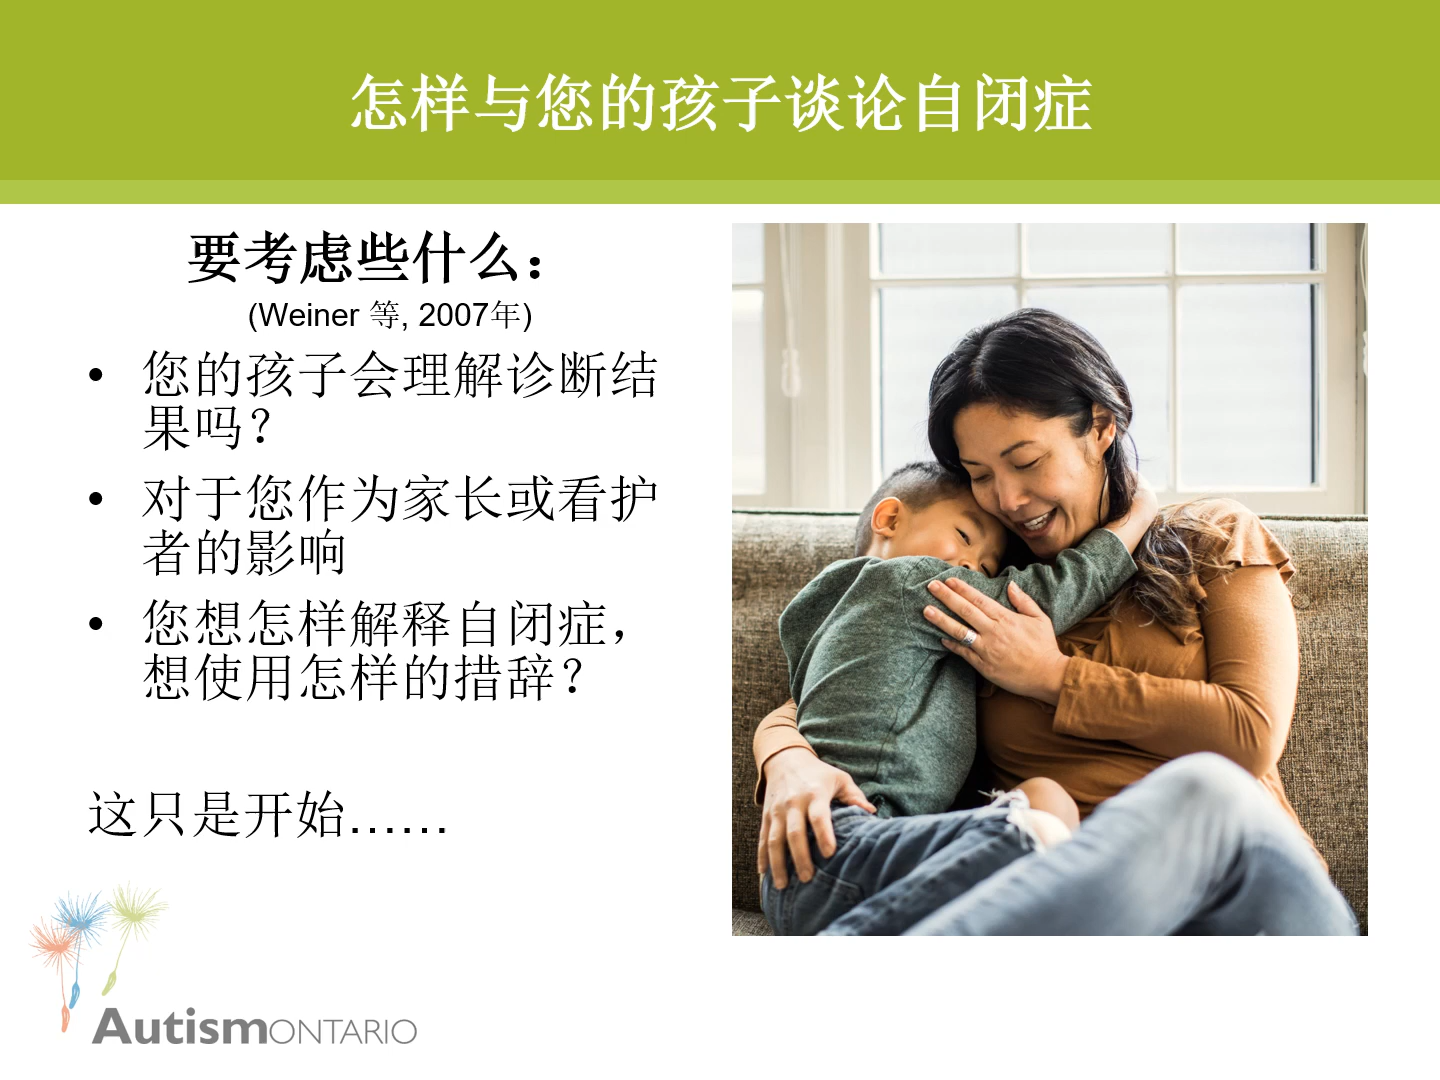 怎样与您的孩子谈论自闭症
要考虑些什么：
(Weiner 等, 2007年)
• 您的孩子会理解诊断结
果吗？
• 对于您作为家长或看护
者的影响
• 您想怎样解释自闭症，
想使用怎样的措辞？
这只是开始……
AutismONTARIO